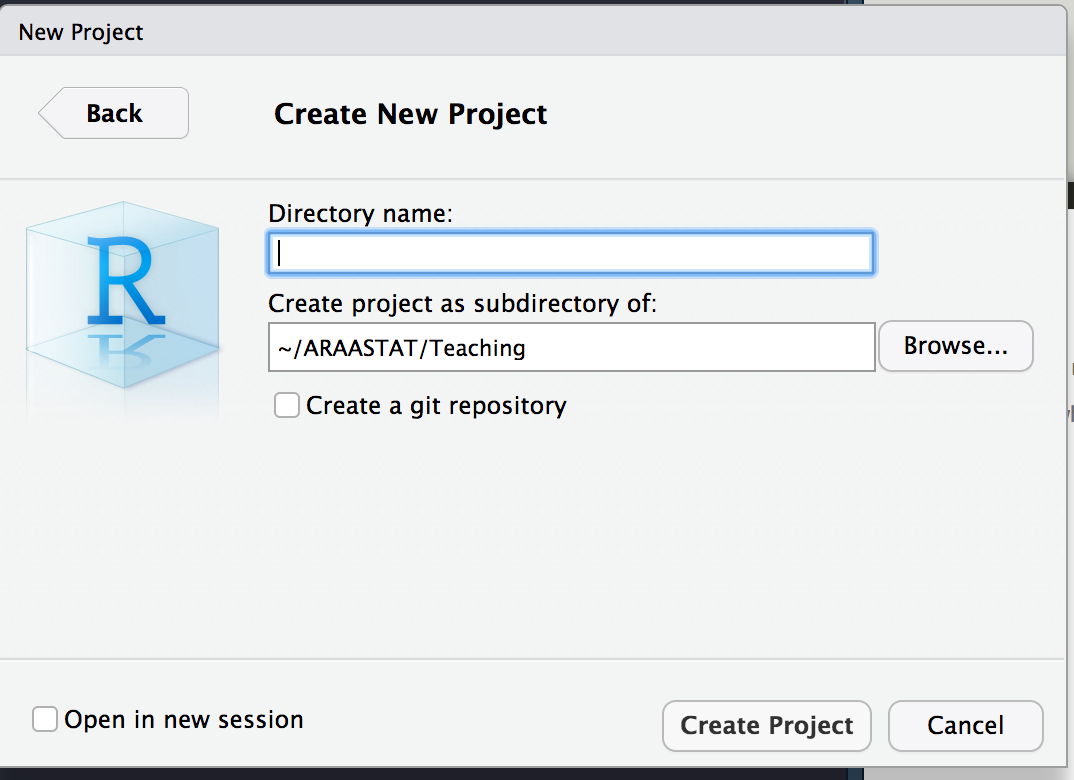 New Project
Back
Create New Project
R
Directory name:
Create project as subdirectory of:
~/ARAASTAT/Teaching
Browse...
Create a git repository
Open in new session
Create Project
Cancel